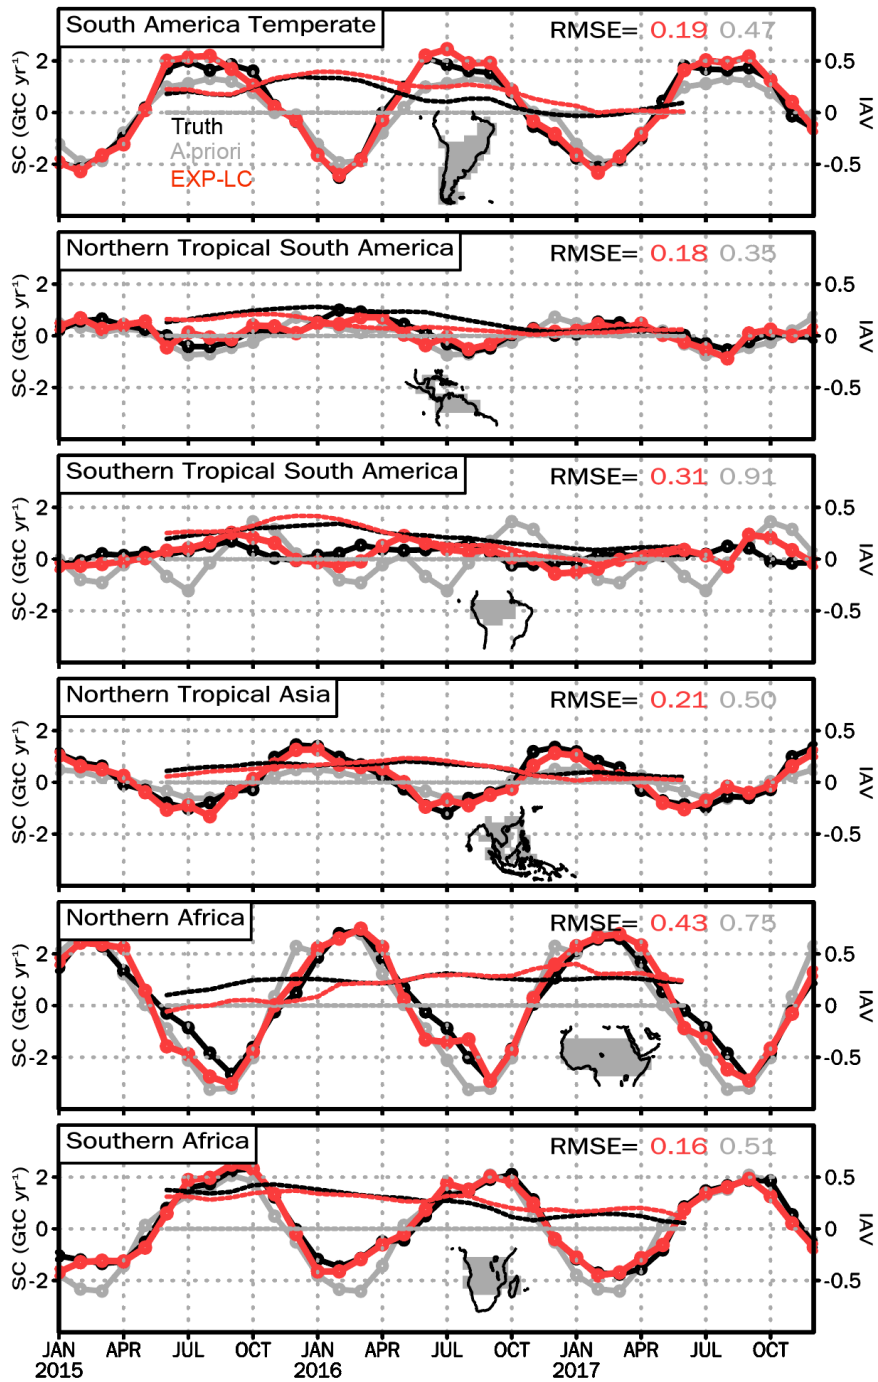 South America Temperate
RMSE= 0.19 0.47
SC (GtC yr⁻¹)
2
0
-2
0.5
0
-0.5
IAV
Truth
A priori
EXP-LC
Northern Tropical South America
RMSE= 0.18 0.35
SC (GtC yr⁻¹)
2
0
-2
0.5
0
-0.5
IAV
Southern Tropical South America
RMSE= 0.31 0.91
SC (GtC yr⁻¹)
2
0
-2
0.5
0
-0.5
IAV
Northern Tropical Asia
RMSE= 0.21 0.50
SC (GtC yr⁻¹)
2
0
-2
0.5
0
-0.5
IAV
Northern Africa
RMSE= 0.43 0.75
SC (GtC yr⁻¹)
2
0
-2
0.5
0
-0.5
IAV
Southern Africa
RMSE= 0.16 0.51
SC (GtC yr⁻¹)
2
0
-2
0.5
0
-0.5
IAV
JAN APR JUL OCT JAN APR JUL OCT JAN APR JUL OCT
2015 2016 2017